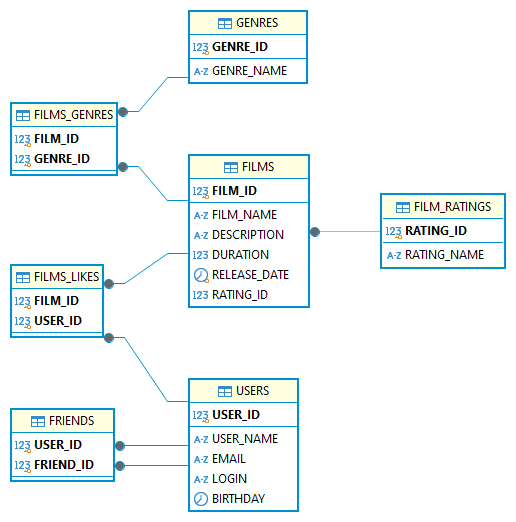 GENRES
123 GENRE_ID
A-Z GENRE_NAME
FILMS_GENRES
123 FILM_ID
123 GENRE_ID
FILMS
123 FILM_ID
A-Z FILM_NAME
A-Z DESCRIPTION
123 DURATION
RELEASE_DATE
123 RATING_ID
FILM_RATINGS
123 RATING_ID
A-Z RATING_NAME
FILMS_LIKES
123 FILM_ID
123 USER_ID
USERS
123 USER_ID
A-Z USER_NAME
A-Z EMAIL
A-Z LOGIN
BIRTHDAY
FRIENDS
123 USER_ID
123 FRIEND_ID